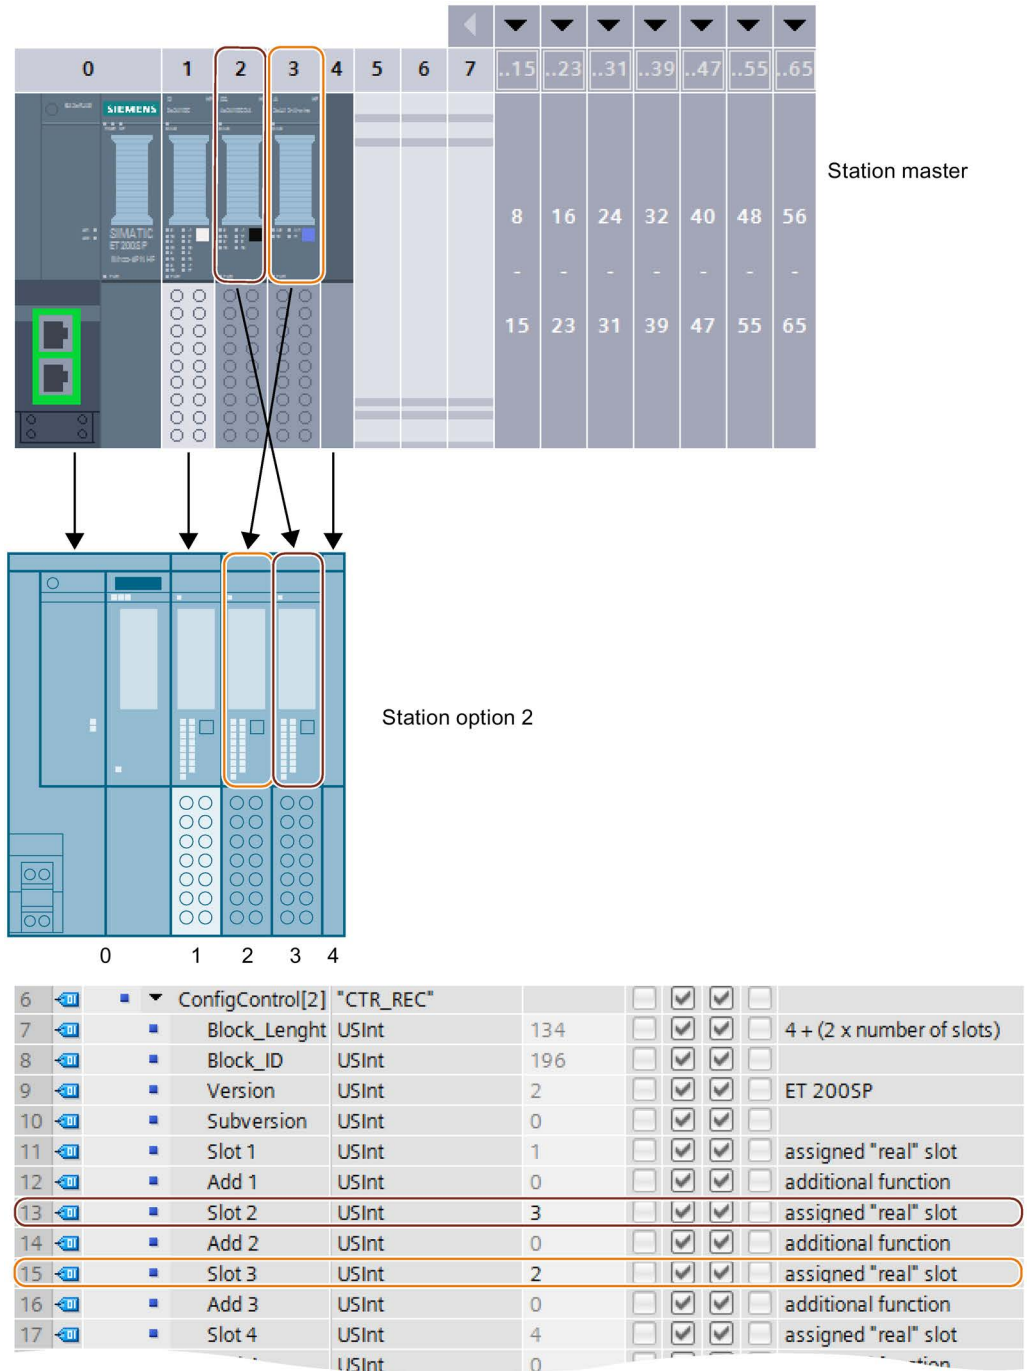 0 1 2 3 4 5 6 7 ..15 ..23 ..31 ..39 ..47 ..55 ..65
SIEMENS
Station master
8 16 24 32 40 48 56
- - - - - - -
15 23 31 39 47 55 65
SIMATIC
ET 200SP
Station option 2
0 1 2 3 4
6 ConfigControl[2] "CTR_REC"
7 Block_Lenght USInt 134 4 + (2 x number of slots)
8 Block_ID USInt 196
9 Version USInt 2 ET 200SP
10 Subversion USInt 0
11 Slot 1 USInt 1 assigned "real" slot
12 Add 1 USInt 0 additional function
13 Slot 2 USInt 3 assigned "real" slot
14 Add 2 USInt 0 additional function
15 Slot 3 USInt 2 assigned "real" slot
16 Add 3 USInt 0 additional function
17 Slot 4 USInt 4 assigned "real" slot
USInt 0